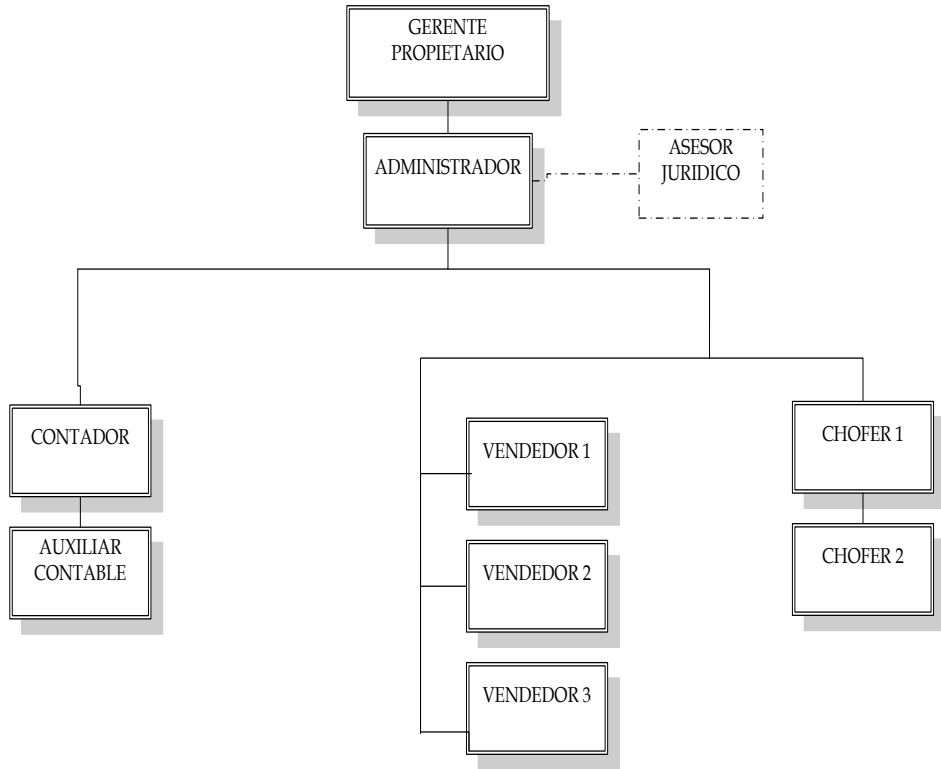 GERENTE
PROPIETARIO
ADMINISTRADOR
ASESOR
JURIDICO
CONTADOR
AUXILIAR
CONTABLE
VENDEDOR 1
VENDEDOR 2
VENDEDOR 3
CHOFER 1
CHOFER 2